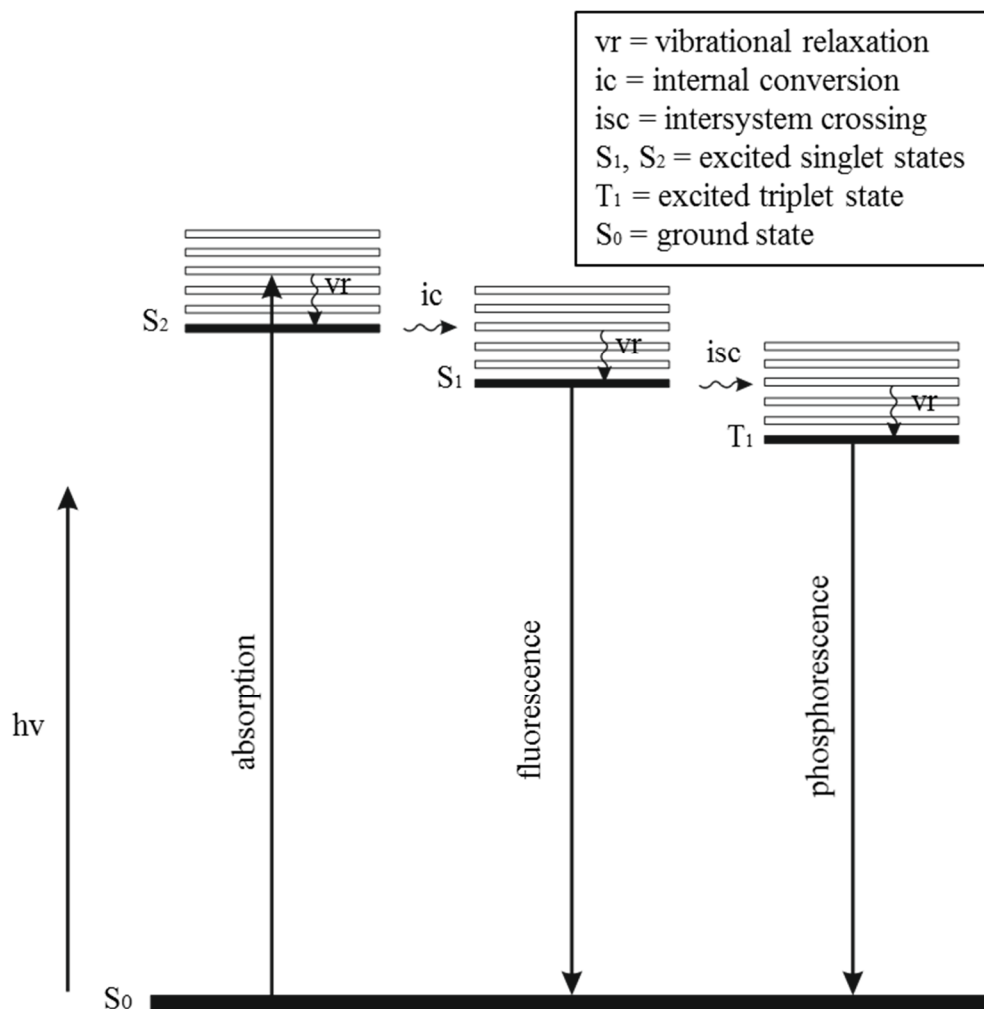 vr = vibrational relaxation
ic = internal conversion
isc = intersystem crossing
S₁, S₂ = excited singlet states
T₁ = excited triplet state
S₀ = ground state
vr
ic
S₂
vr
isc
S₁
vr
T₁
absorption
fluorescence
phosphorescence
hv
S₀